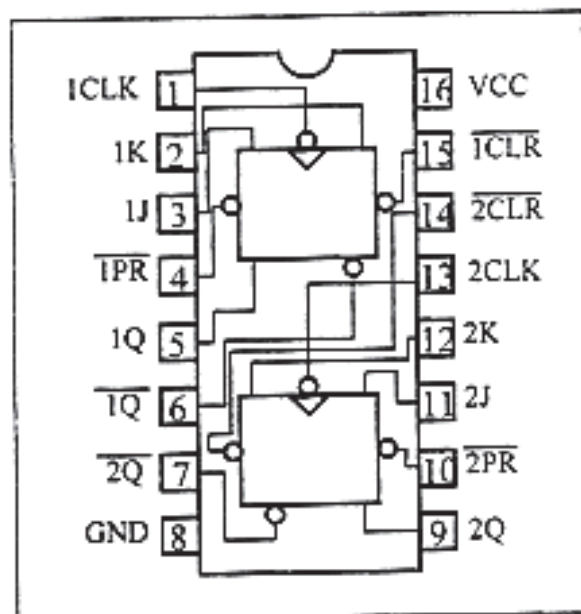 1CLK 1 16 VCC
1K 2 15 1CLR
1J 3 14 2CLR
1PR 4 13 2CLK
1Q 5 12 2K
1Q 6 11 2J
2Q 7 10 2PR
GND 8 9 2Q